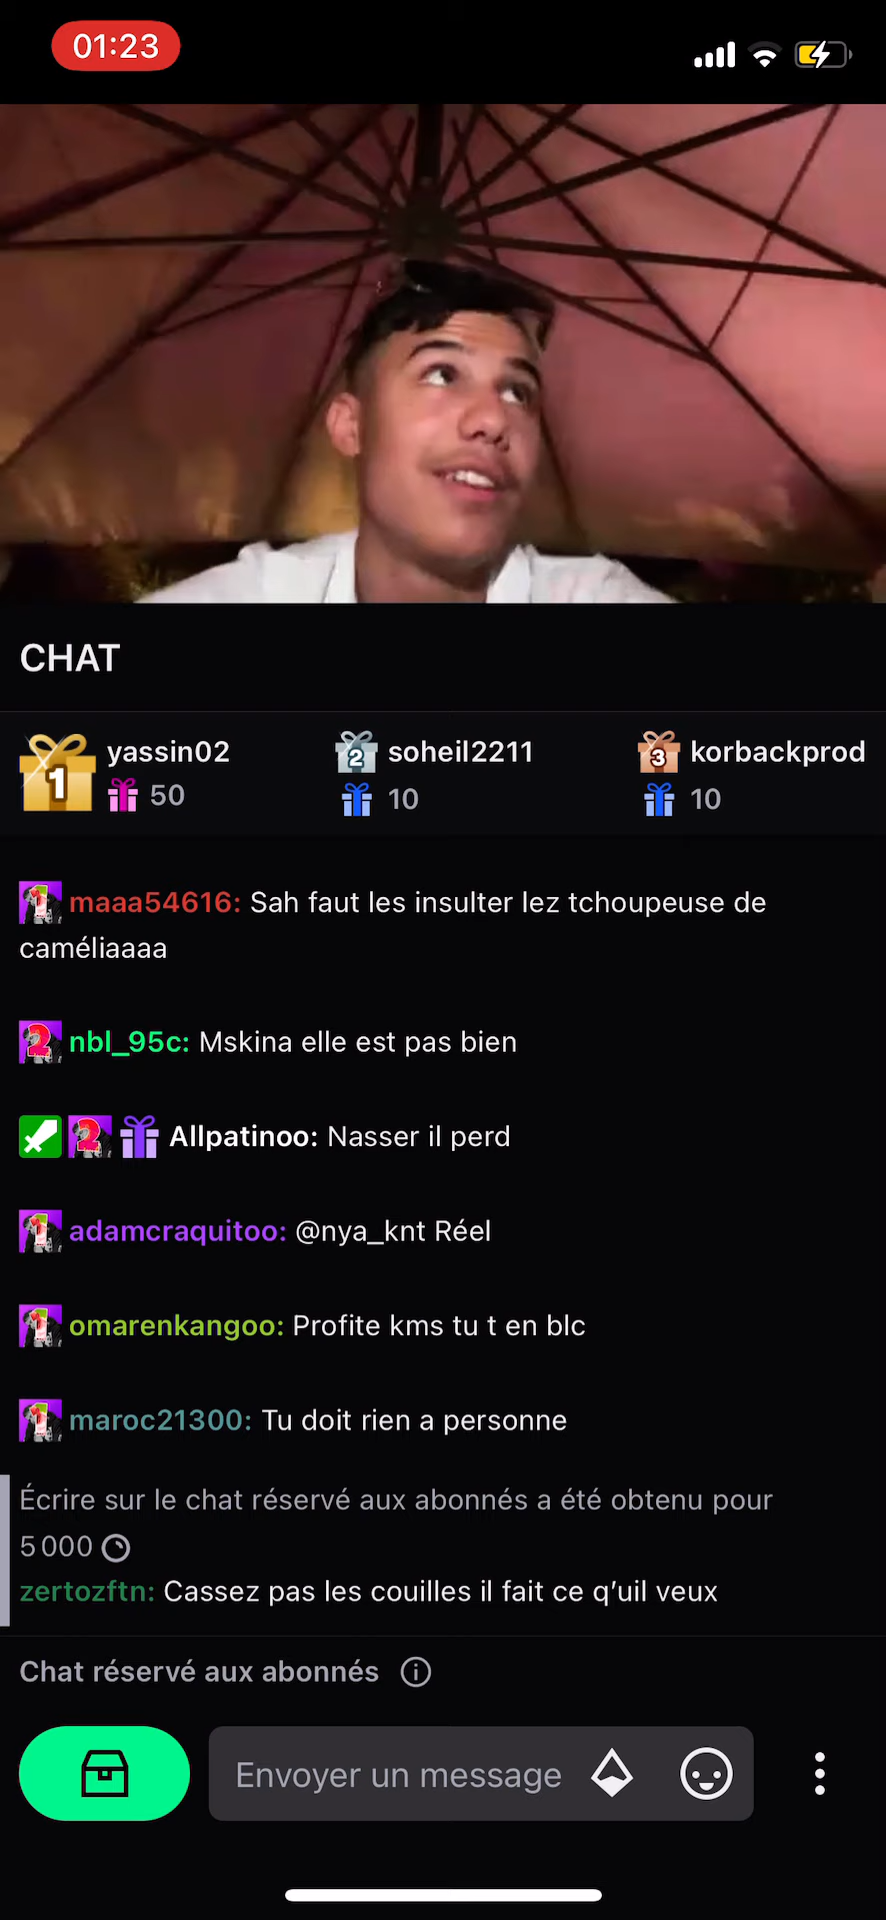 01:23
CHAT
1 yassin02 50
2 soheil2211 10
3 korbackprod 10
maaa54616: Sah faut les insulter lez tchoupeuse de
caméliaaaa
nbl_95c: Mskina elle est pas bien
Allpatinoo: Nasser il perd
adamcraquitoo: @nya_knt Réel
omarenkangoo: Profite kms tu t en blc
maroc21300: Tu doit rien a personne
Écrire sur le chat réservé aux abonnés a été obtenu pour
5 000
zertozftn: Cassez pas les couilles il fait ce q’uil veux
Chat réservé aux abonnés
Envoyer un message